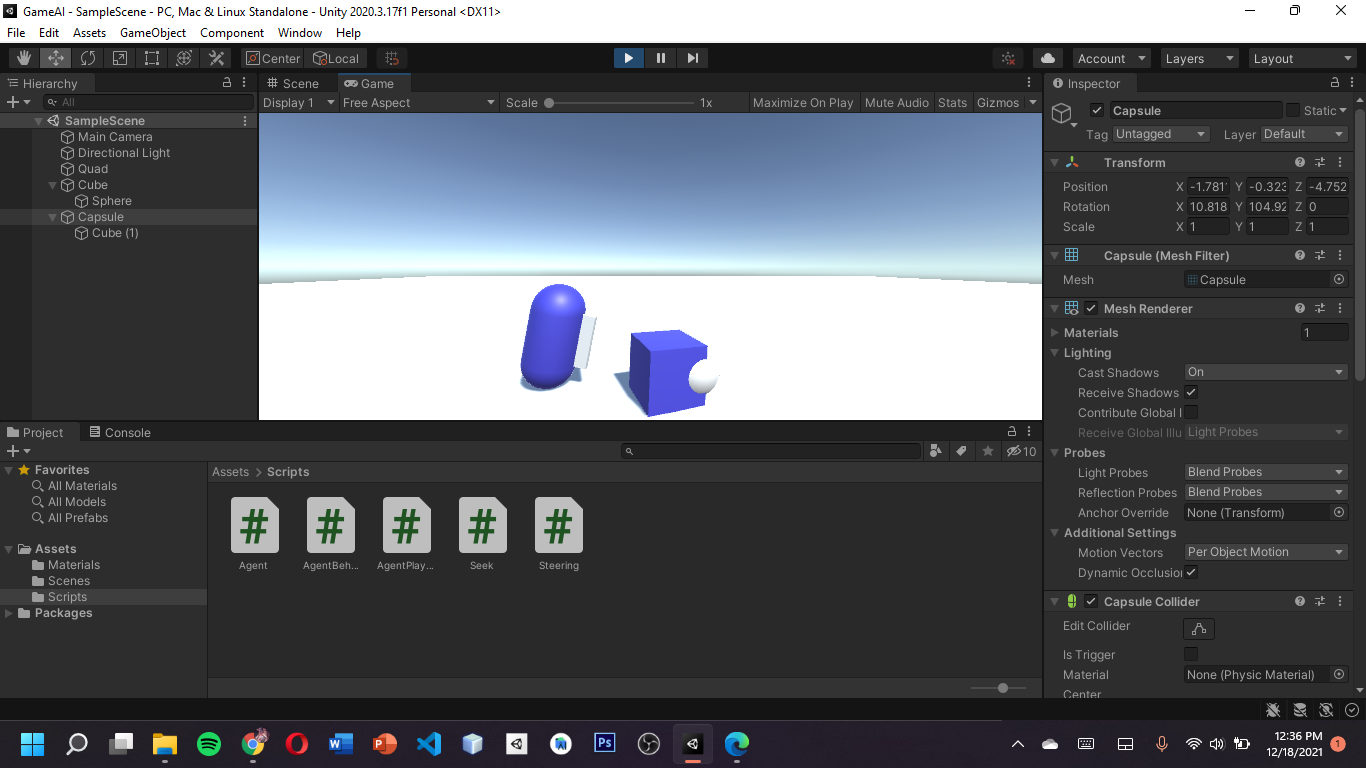 GameAI - SampleScene - PC, Mac & Linux Standalone - Unity 2020.3.17f1 Personal <DX11>
File Edit Assets GameObject Component Window Help
Center Local Account Layers Layout
Hierarchy
All
SampleScene
Main Camera
Directional Light
Quad
Cube
Sphere
Capsule
Cube (1)
Scene Game
Display 1 Free Aspect Scale 1x Maximize On Play Mute Audio Stats Gizmos
Inspector
Capsule Static
Tag Untagged Layer Default
Transform
Position X -1.781 Y -0.323 Z -4.752
Rotation X 10.818 Y 104.92 Z 0
Scale X 1 Y 1 Z 1
Capsule (Mesh Filter)
Mesh Capsule
Mesh Renderer
Materials 1
Lighting
Cast Shadows On
Receive Shadows
Contribute Global I
Receive Global Illu Light Probes
Probes
Light Probes Blend Probes
Reflection Probes Blend Probes
Anchor Override None (Transform)
Additional Settings
Motion Vectors Per Object Motion
Dynamic Occlusion
Capsule Collider
Edit Collider
Is Trigger
Material None (Physic Material)
Center
Project Console
10
Favorites
All Materials
All Models
All Prefabs
Assets
Materials
Scenes
Scripts
Packages
Assets > Scripts
Agent AgentBeh... AgentPlay... Seek Steering
12:36 PM
12/18/2021
1